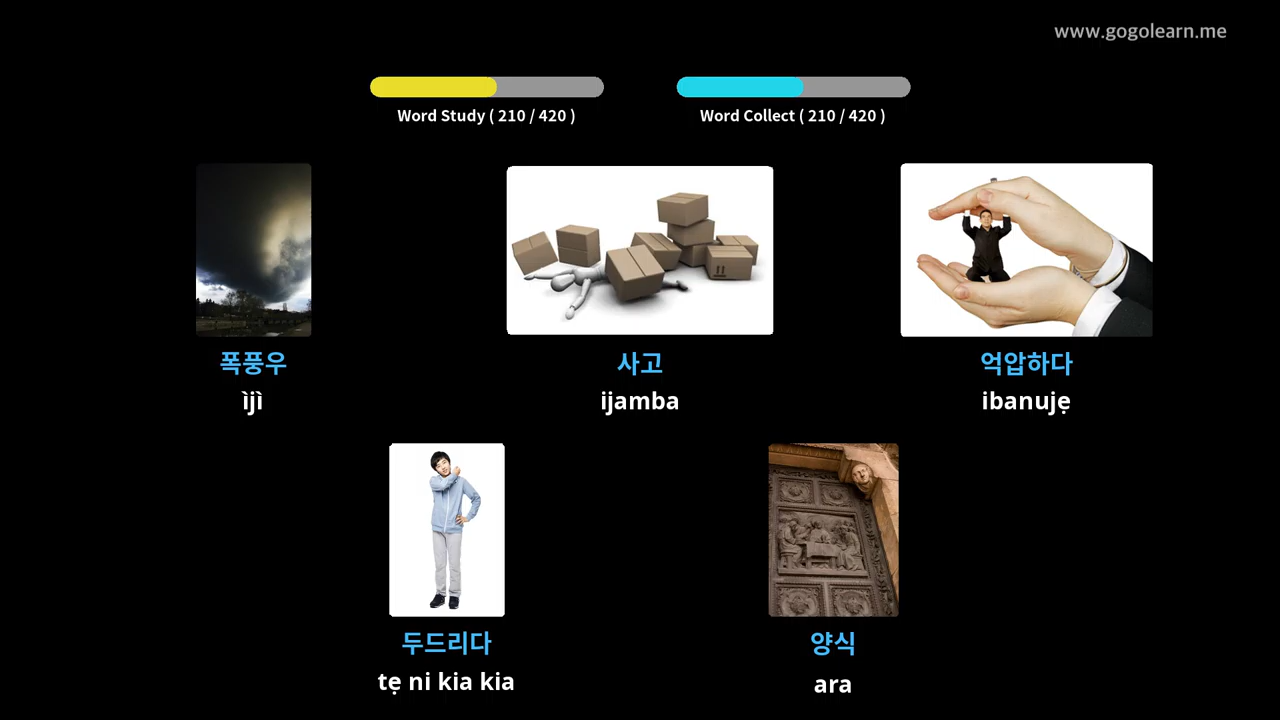 www.gogolearn.me
Word Study ( 210 / 420 )
Word Collect ( 210 / 420 )
폭풍우
ìjì
사고
ijamba
억압하다
ibanujẹ
두드리다
tẹ ni kia kia
양식
ara